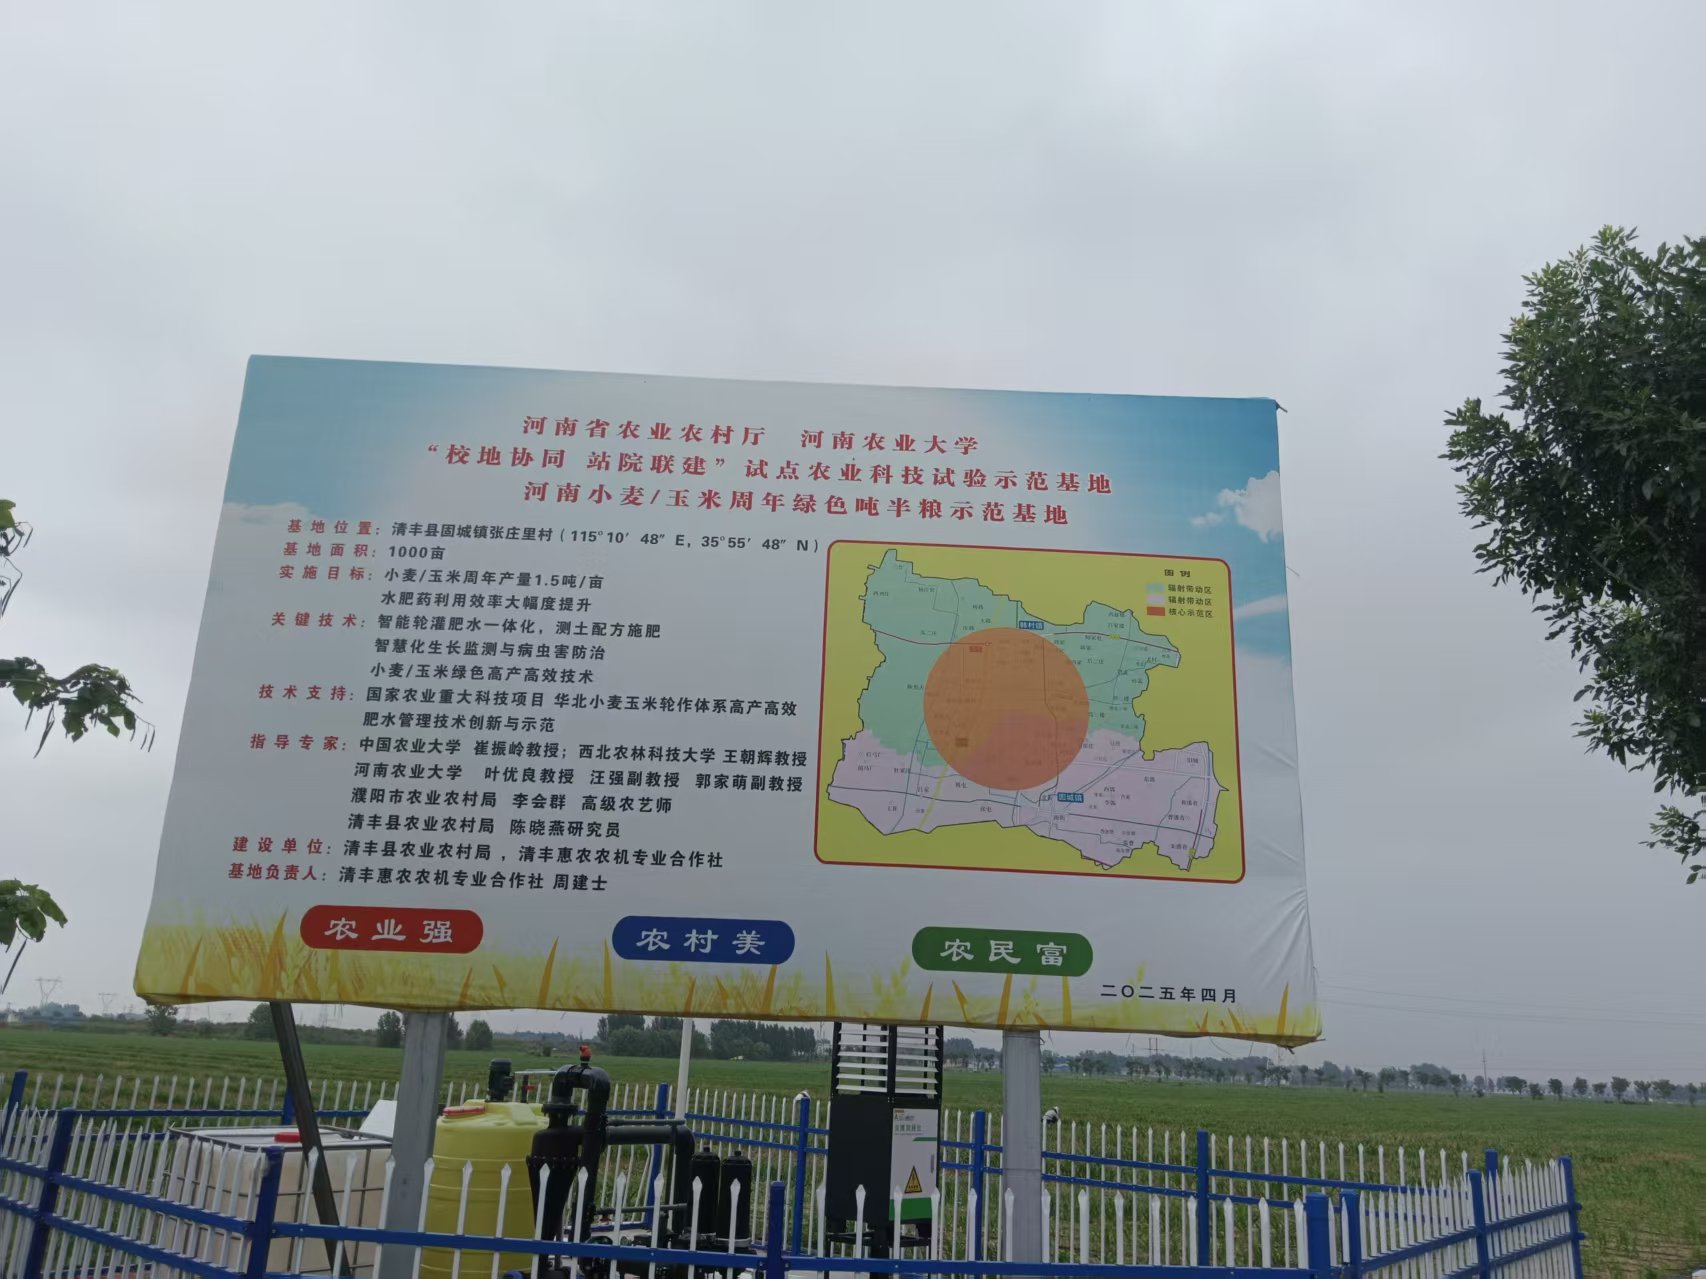 河南省农业农村厅 河南农业大学
“校地协同 站院联建”试点农业科技试验示范基地
河南小麦/玉米周年绿色吨半粮示范基地
基地位置：清丰县固城镇张庄里村（115°10′48″E，35°55′48″N）
基地面积：1000亩
实施目标：小麦/玉米周年产量1.5吨/亩
水肥药利用效率大幅度提升
关键技术：智能轮灌肥水一体化，测土配方施肥
智慧化生长监测与病虫害防治
小麦/玉米绿色高产高效技术
技术支持：国家农业重大科技项目 华北小麦玉米轮作体系高产高效
肥水管理技术创新与示范
指导专家：中国农业大学 崔振岭教授；西北农林科技大学 王朝辉教授
河南农业大学 叶优良教授 汪强副教授 郭家萌副教授
濮阳市农业农村局 李会群 高级农艺师
清丰县农业农村局 陈晓燕研究员
建设单位：清丰县农业农村局，清丰惠农农机专业合作社
基地负责人：清丰惠农农机专业合作社 周建士
图例
辐射带动区
辐射带动区
核心示范区
韩村镇
固城镇
农业强
农村美
农民富
二〇二五年四月